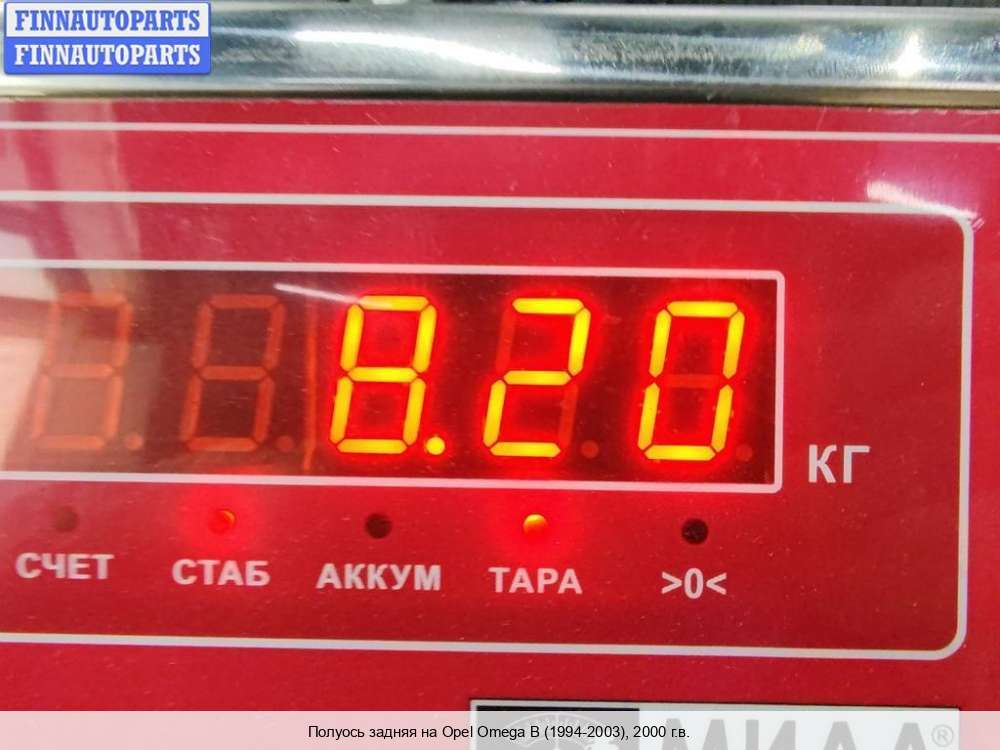 FINNAUTOPARTS
FINNAUTOPARTS
8.20
КГ
СЧЕТ СТАБ АККУМ ТАРА >0<
®
Полуось задняя на Opel Omega B (1994-2003), 2000 г.в.